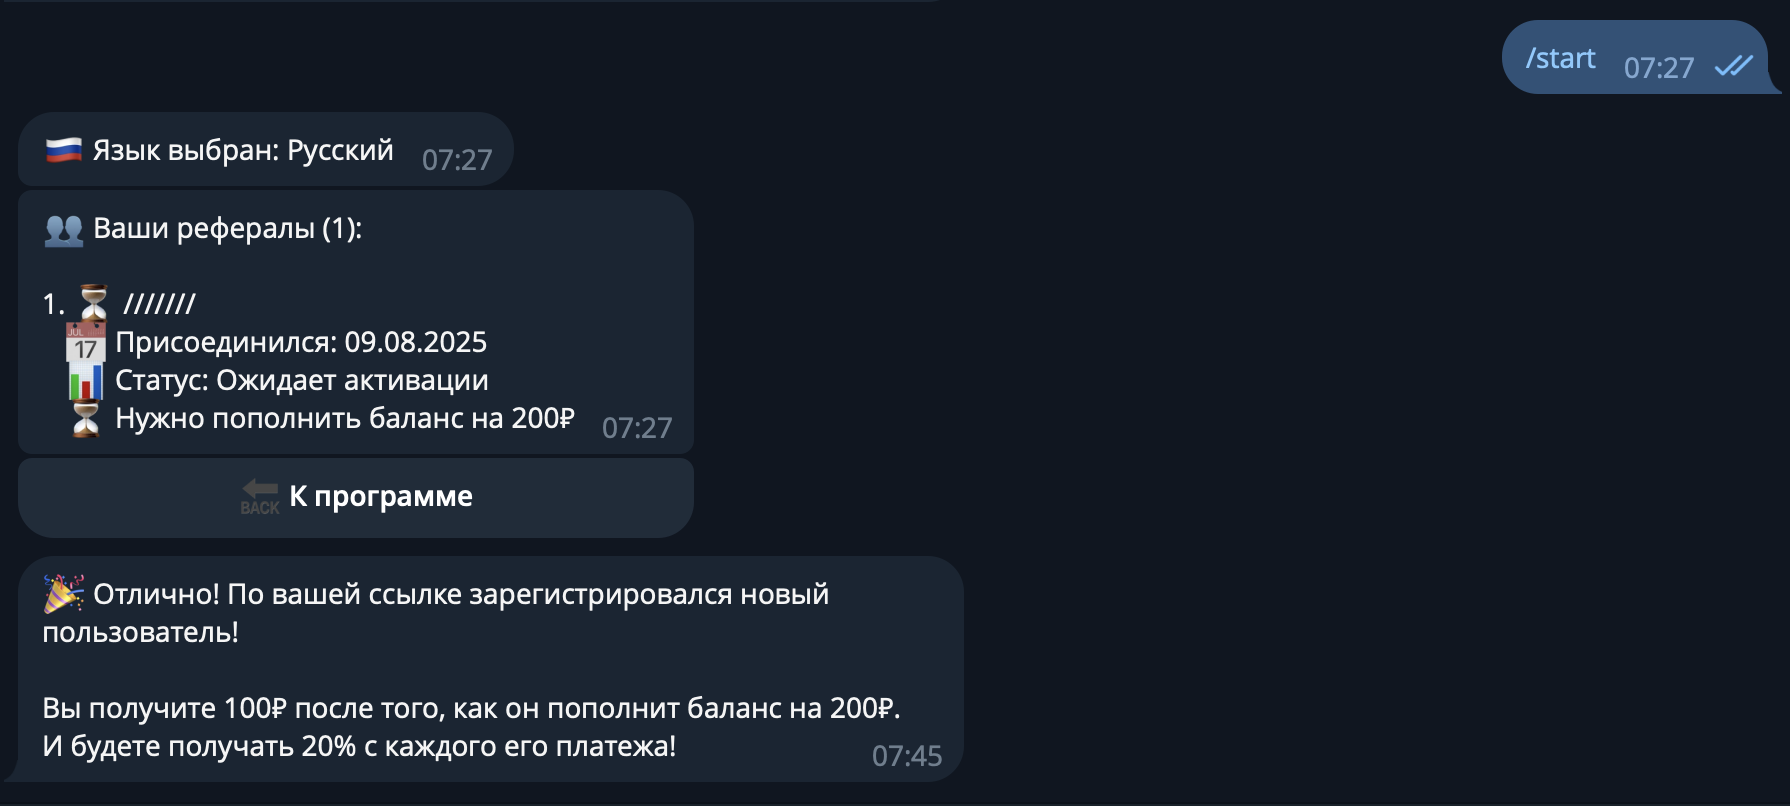 /start 07:27
🇷🇺 Язык выбран: Русский 07:27
👥 Ваши рефералы (1):
1. ⏳ ///////
📅 Присоединился: 09.08.2025
📊 Статус: Ожидает активации
⏳ Нужно пополнить баланс на 200₽ 07:27
🔙 К программе
🎉 Отлично! По вашей ссылке зарегистрировался новый
пользователь!
Вы получите 100₽ после того, как он пополнит баланс на 200₽.
И будете получать 20% с каждого его платежа! 07:45